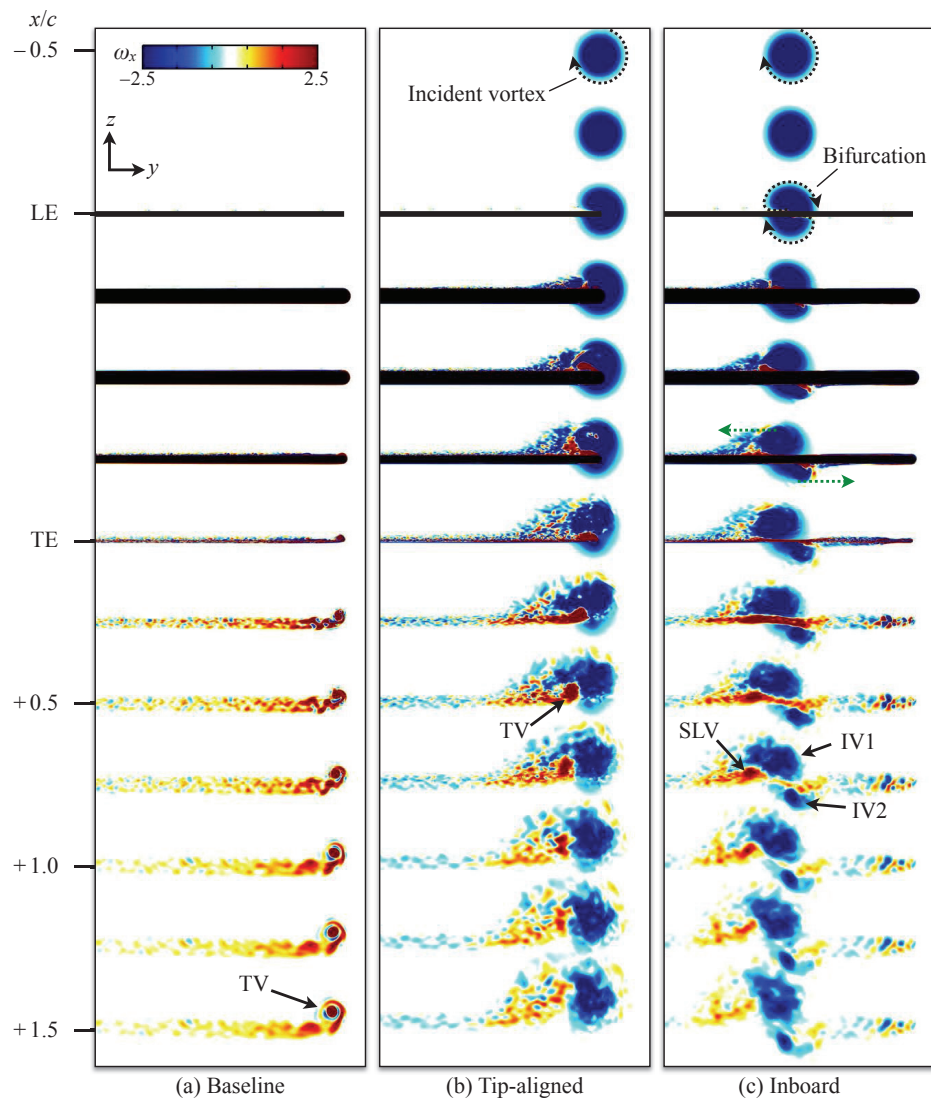 x/c
−0.5
ωx
−2.5 2.5
Incident vortex
z
y
Bifurcation
LE
TE
+0.5
TV
SLV
IV1
IV2
+1.0
TV
+1.5
(a) Baseline
(b) Tip-aligned
(c) Inboard